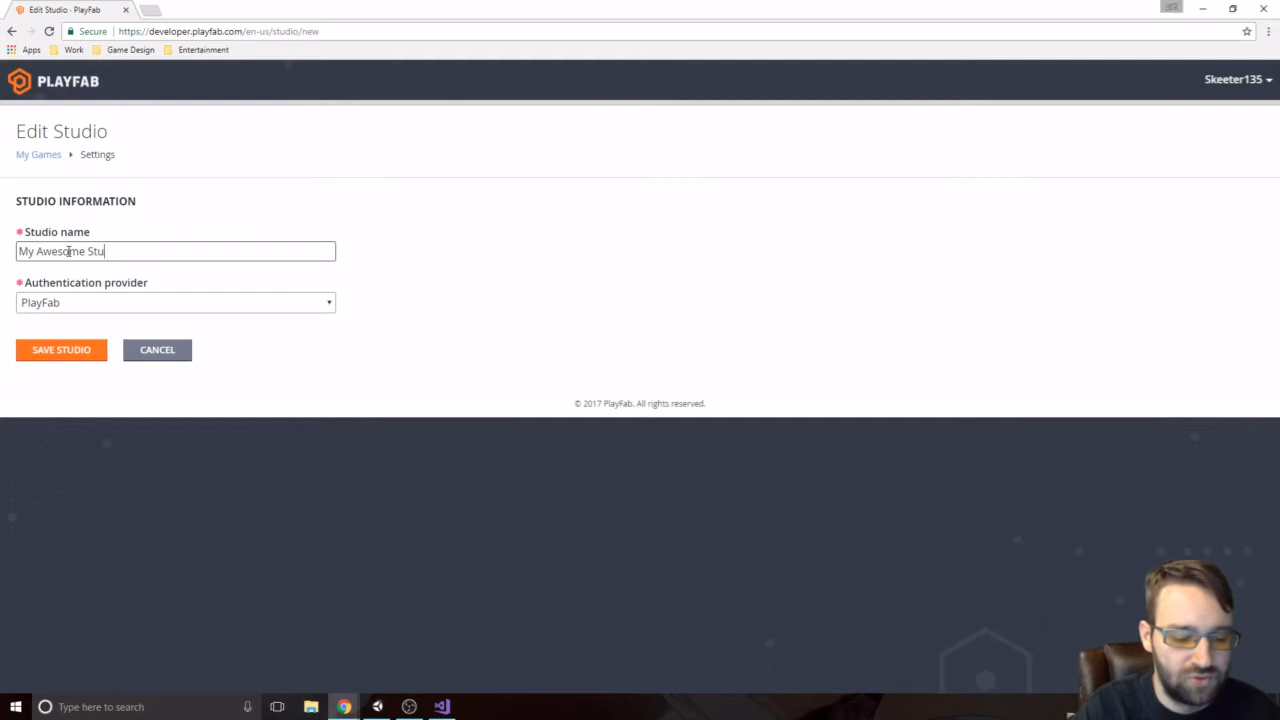 Edit Studio - PlayFab
Secure https://developer.playfab.com/en-us/studio/new
Apps Work Game Design Entertainment
PLAYFAB Skeeter135
Edit Studio
My Games Settings
STUDIO INFORMATION
* Studio name
My Awesome Stu
* Authentication provider
PlayFab
SAVE STUDIO CANCEL
© 2017 PlayFab. All rights reserved.
Type here to search